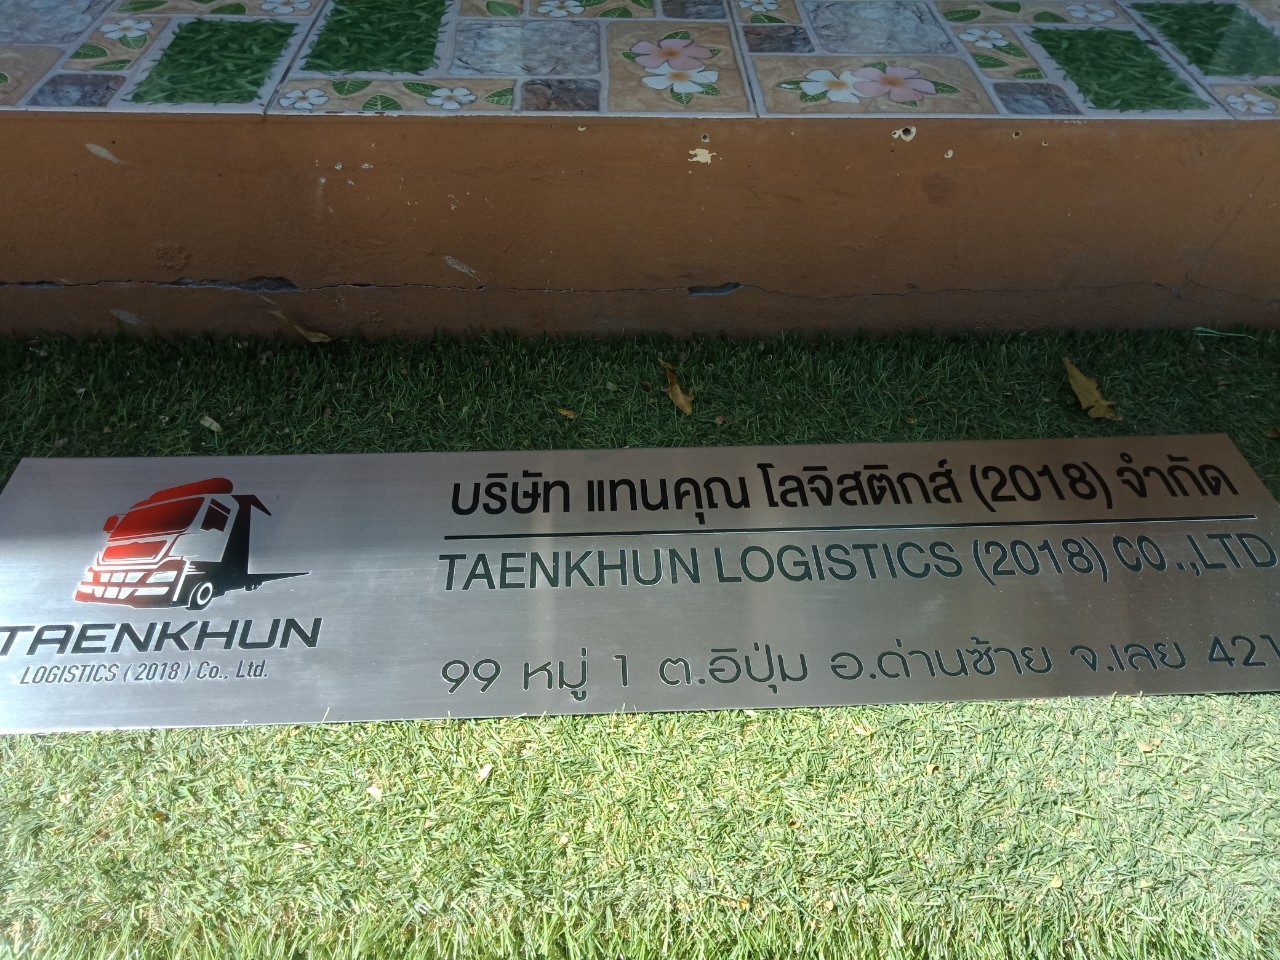 TAENKHUN
LOGISTICS (2018) Co., Ltd.
บริษัท แทนคุณ โลจิสติกส์ (2018) จำกัด
TAENKHUN LOGISTICS (2018) CO.,LTD
99 หมู่ 1 ต.อิปุ่ม อ.ด่านซ้าย จ.เลย